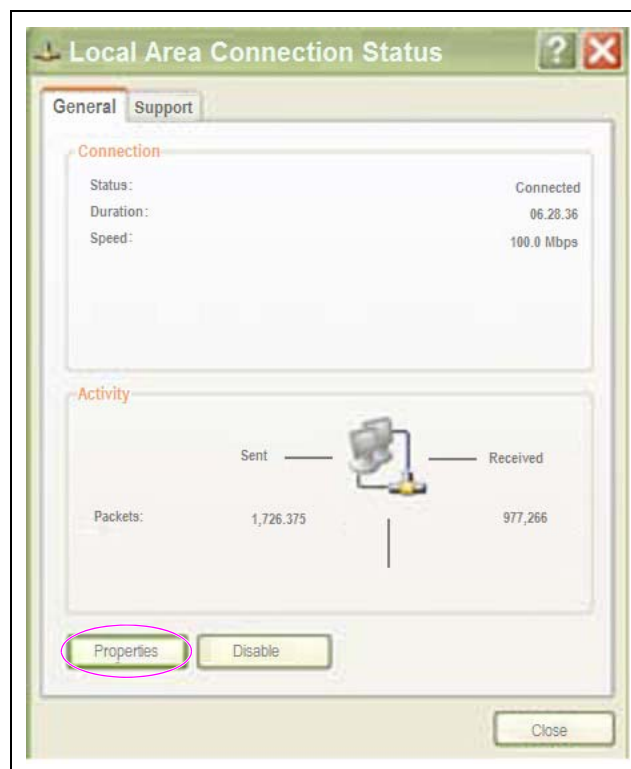 Local Area Connection Status
General Support
Connection
Status: Connected
Duration: 06.28.36
Speed: 100.0 Mbps
Activity
Sent Received
Packets: 1,726.375 977,266
Properties Disable
Close